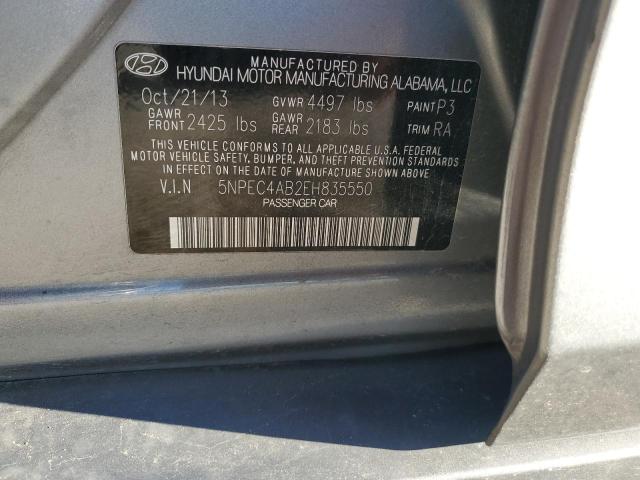 MANUFACTURED BY
HYUNDAI MOTOR MANUFACTURING ALABAMA, LLC
Oct/21/13 GVWR 4497 lbs PAINT P3
GAWR FRONT 2425 lbs GAWR REAR 2183 lbs TRIM RA
THIS VEHICLE CONFORMS TO ALL APPLICABLE U.S.A. FEDERAL
MOTOR VEHICLE SAFETY, BUMPER, AND THEFT PREVENTION STANDARDS
IN EFFECT ON THE DATE OF MANUFACTURE SHOWN ABOVE.
V.I.N 5NPEC4AB2EH835550
PASSENGER CAR